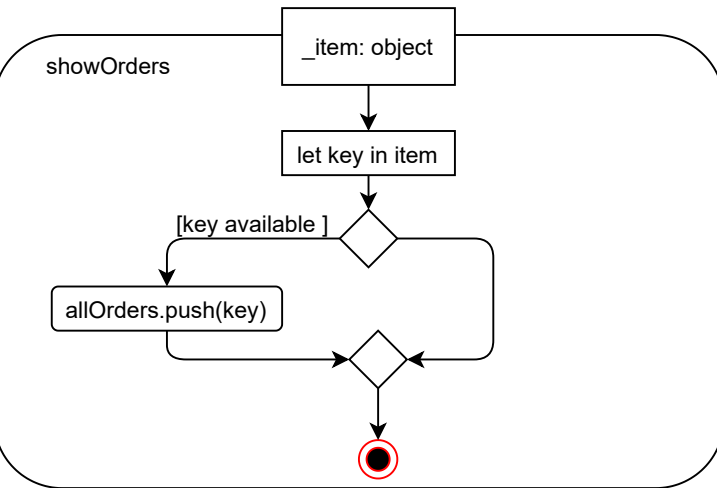 _item: object
showOrders
let key in item
[key available ]
allOrders.push(key)